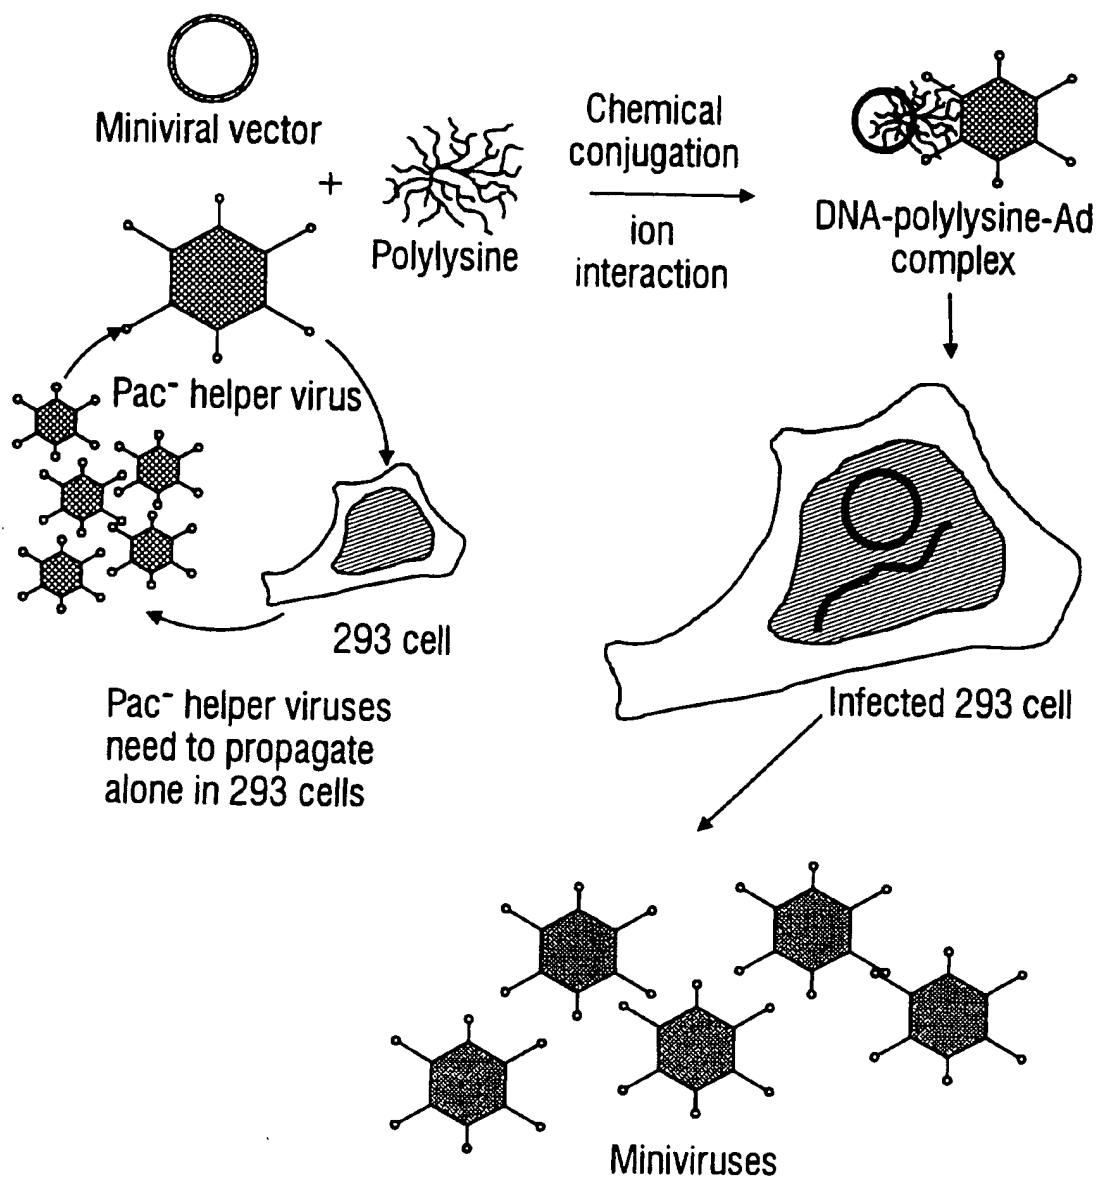 Miniviral vector
+
Polylysine
Chemical
conjugation
ion
interaction
DNA-polylysine-Ad
complex
Pac⁻ helper virus
293 cell
Pac⁻ helper viruses
need to propagate
alone in 293 cells
Infected 293 cell
Miniviruses